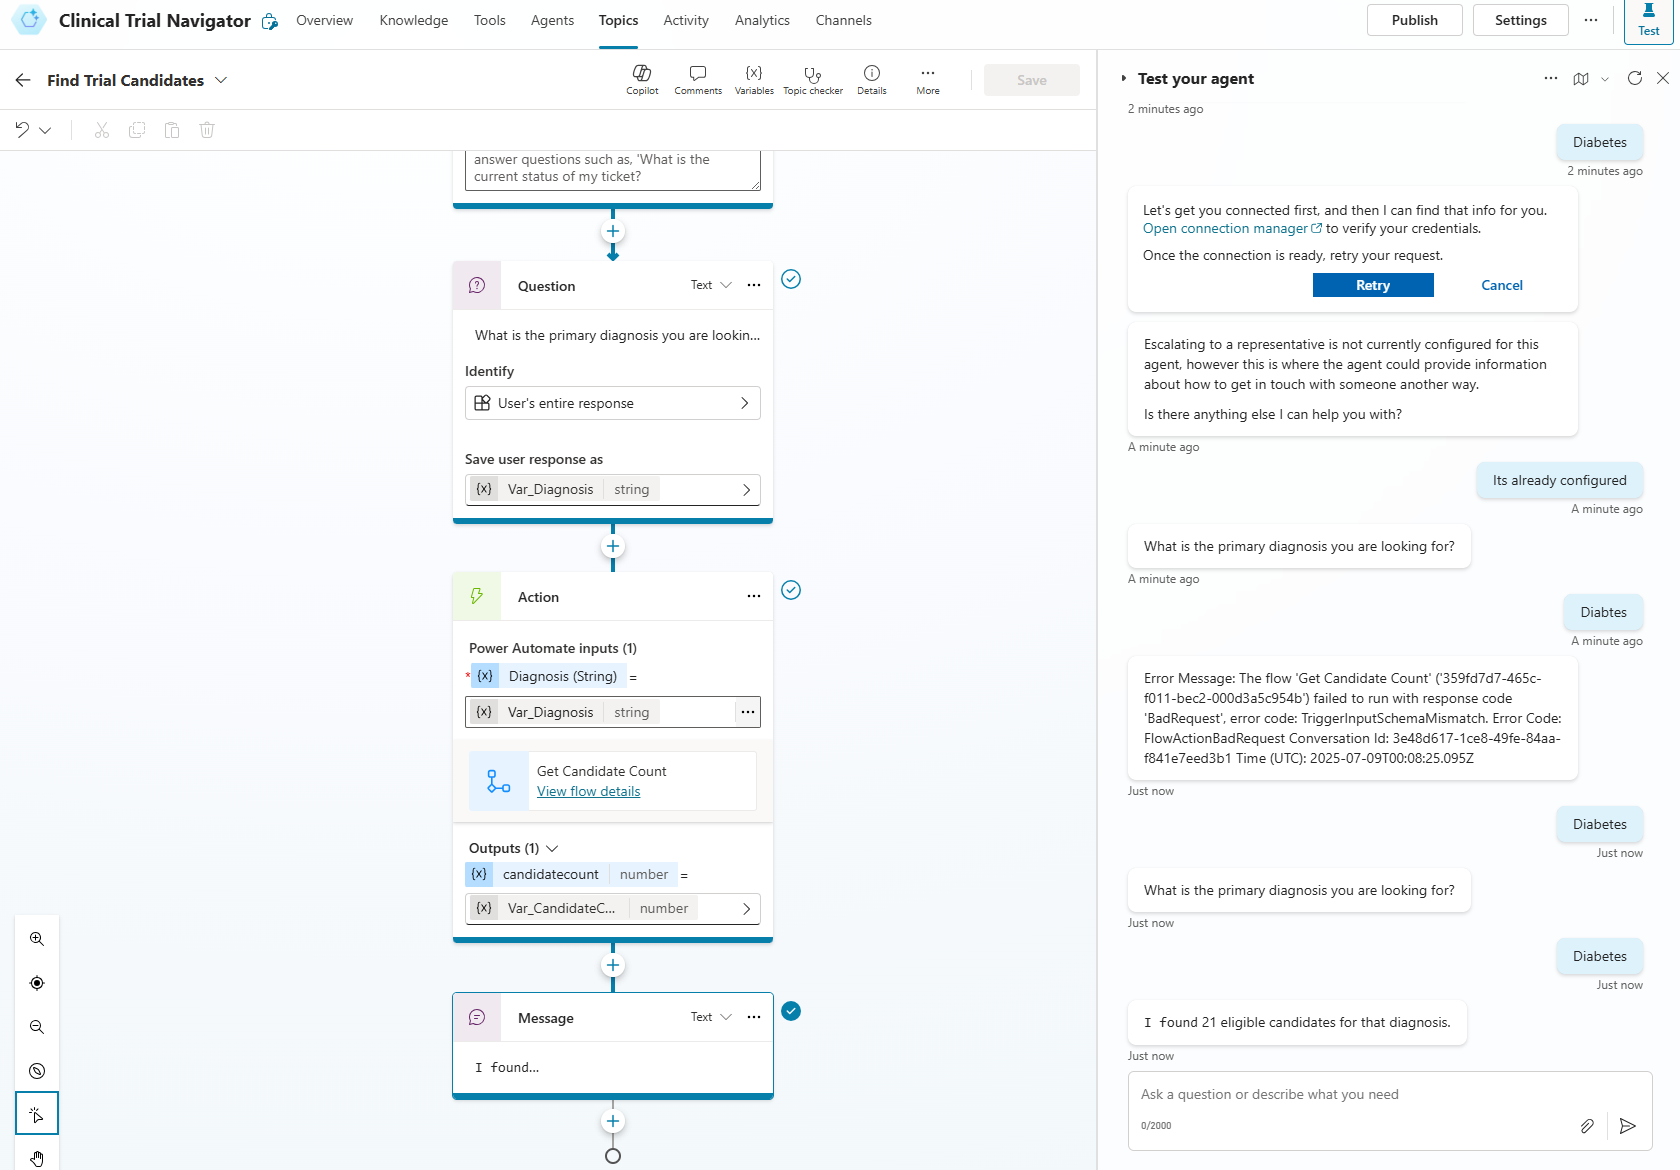 Clinical Trial Navigator
Overview
Knowledge
Tools
Agents
Topics
Activity
Analytics
Channels
Publish
Settings
Test
Find Trial Candidates
Copilot
Comments
Variables
Topic checker
Details
More
Save
answer questions such as, 'What is the
current status of my ticket?
Question
Text
What is the primary diagnosis you are lookin...
Identify
User's entire response
Save user response as
{x} Var_Diagnosis string
Action
Power Automate inputs (1)
* {x} Diagnosis (String) =
{x} Var_Diagnosis string
Get Candidate Count
View flow details
Outputs (1)
{x} candidatecount number =
{x} Var_CandidateC... number
Message
Text
I found...
Test your agent
2 minutes ago
Diabetes
2 minutes ago
Let's get you connected first, and then I can find that info for you.
Open connection manager to verify your credentials.
Once the connection is ready, retry your request.
Retry
Cancel
Escalating to a representative is not currently configured for this
agent, however this is where the agent could provide information
about how to get in touch with someone another way.
Is there anything else I can help you with?
A minute ago
Its already configured
A minute ago
What is the primary diagnosis you are looking for?
A minute ago
Diabtes
A minute ago
Error Message: The flow 'Get Candidate Count' ('359fd7d7-465c-
f011-bec2-000d3a5c954b') failed to run with response code
'BadRequest', error code: TriggerInputSchemaMismatch. Error Code:
FlowActionBadRequest Conversation Id: 3e48d617-1ce8-49fe-84aa-
f841e7eed3b1 Time (UTC): 2025-07-09T00:08:25.095Z
Just now
Diabetes
Just now
What is the primary diagnosis you are looking for?
Just now
Diabetes
Just now
I found 21 eligible candidates for that diagnosis.
Just now
Ask a question or describe what you need
0/2000